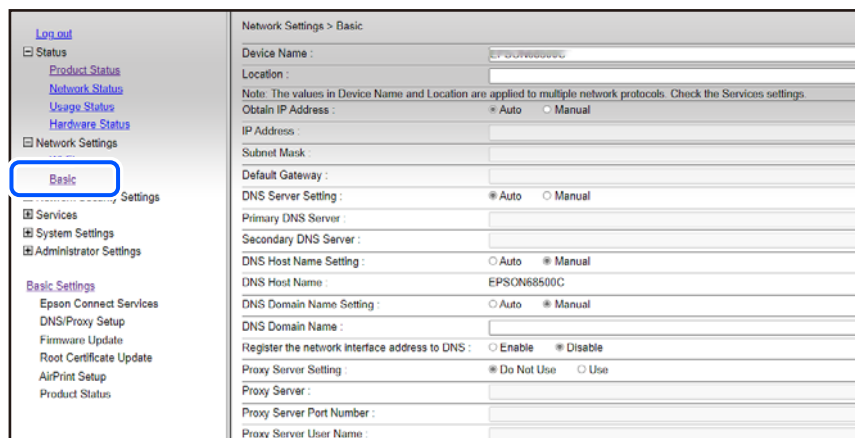 Log out
Status
Product Status
Network Status
Usage Status
Hardware Status
Network Settings
Basic
Settings
Services
System Settings
Administrator Settings
Basic Settings
Epson Connect Services
DNS/Proxy Setup
Firmware Update
Root Certificate Update
AirPrint Setup
Product Status
Network Settings > Basic
Device Name :
Location :
Note: The values in Device Name and Location are applied to multiple network protocols. Check the Services settings.
Obtain IP Address : Auto Manual
IP Address :
Subnet Mask :
Default Gateway :
DNS Server Setting : Auto Manual
Primary DNS Server :
Secondary DNS Server :
DNS Host Name Setting : Auto Manual
DNS Host Name : EPSON68500C
DNS Domain Name Setting : Auto Manual
DNS Domain Name :
Register the network interface address to DNS : Enable Disable
Proxy Server Setting : Do Not Use Use
Proxy Server :
Proxy Server Port Number :
Proxy Server User Name :